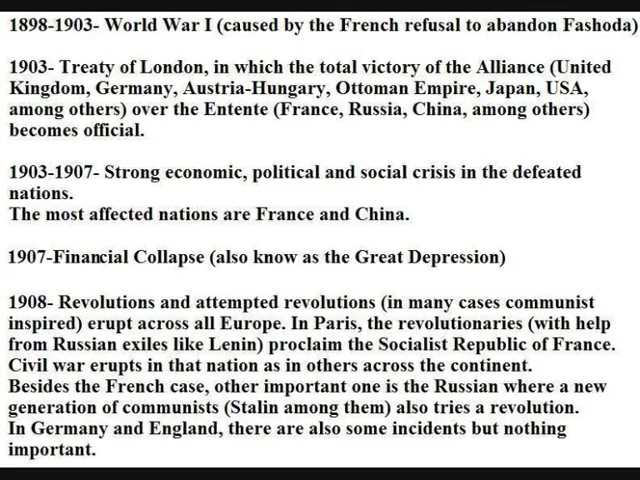 1898-1903- World War I (caused by the French refusal to abandon Fashoda)
1903- Treaty of London, in which the total victory of the Alliance (United
Kingdom, Germany, Austria-Hungary, Ottoman Empire, Japan, USA,
among others) over the Entente (France, Russia, China, among others)
becomes official.
1903-1907- Strong economic, political and social crisis in the defeated
nations.
The most affected nations are France and China.
1907-Financial Collapse (also know as the Great Depression)
1908- Revolutions and attempted revolutions (in many cases communist
inspired) erupt across all Europe. In Paris, the revolutionaries (with help
from Russian exiles like Lenin) proclaim the Socialist Republic of France.
Civil war erupts in that nation as in others across the continent.
Besides the French case, other important one is the Russian where a new
generation of communists (Stalin among them) also tries a revolution.
In Germany and England, there are also some incidents but nothing
important.